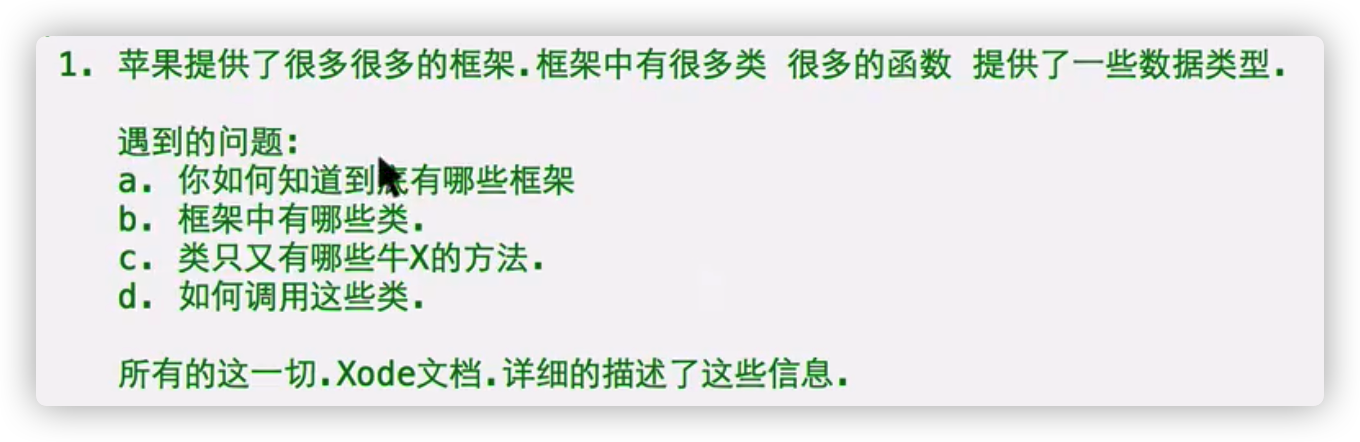 1. 苹果提供了很多很多的框架.框架中有很多类 很多的函数 提供了一些数据类型.
遇到的问题:
a. 你如何知道到底有哪些框架
b. 框架中有哪些类.
c. 类只又有哪些牛X的方法.
d. 如何调用这些类.
所有的这一切.Xode文档.详细的描述了这些信息.